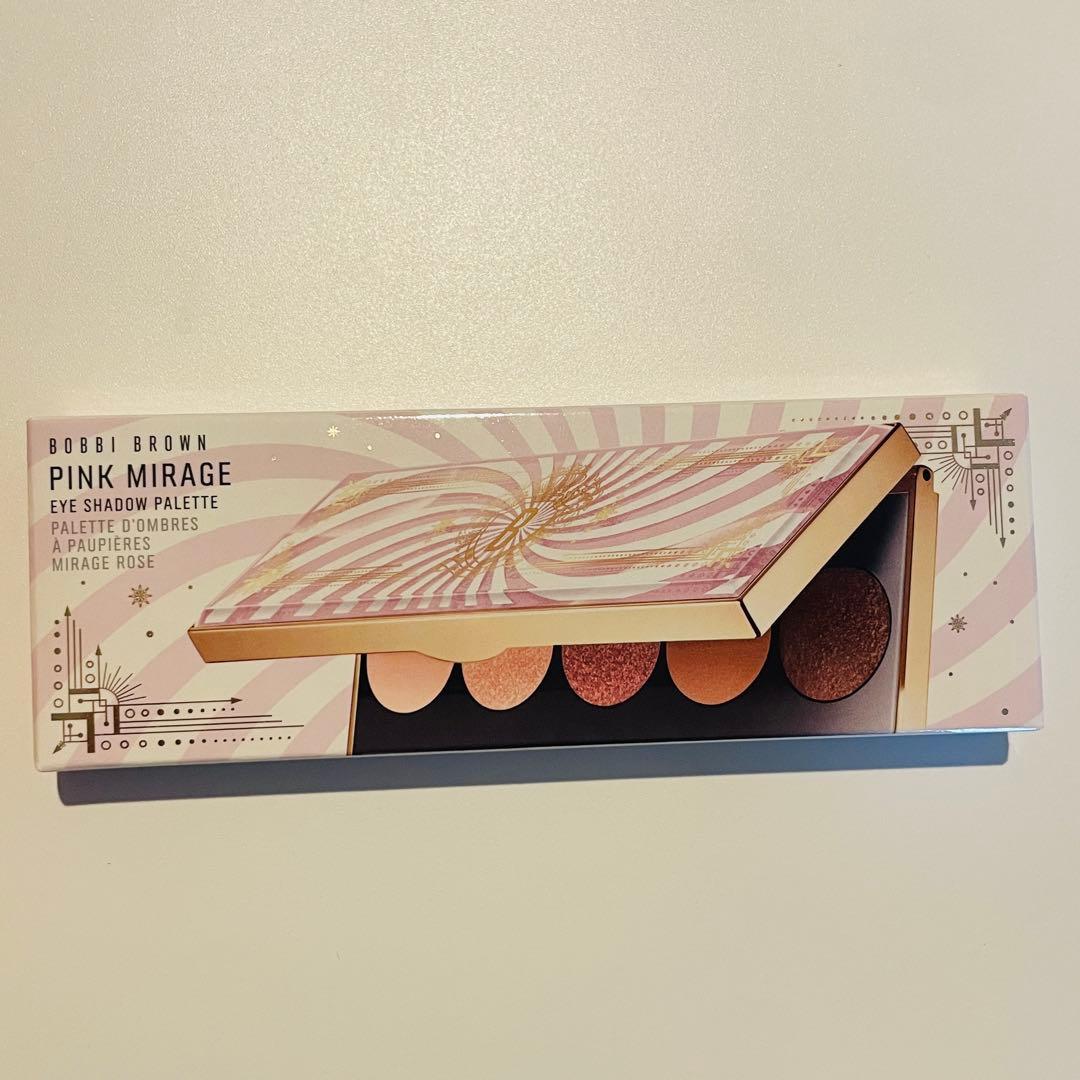 BOBBI BROWN
PINK MIRAGE
EYE SHADOW PALETTE
PALETTE D'OMBRES
À PAUPIÈRES
MIRAGE ROSE